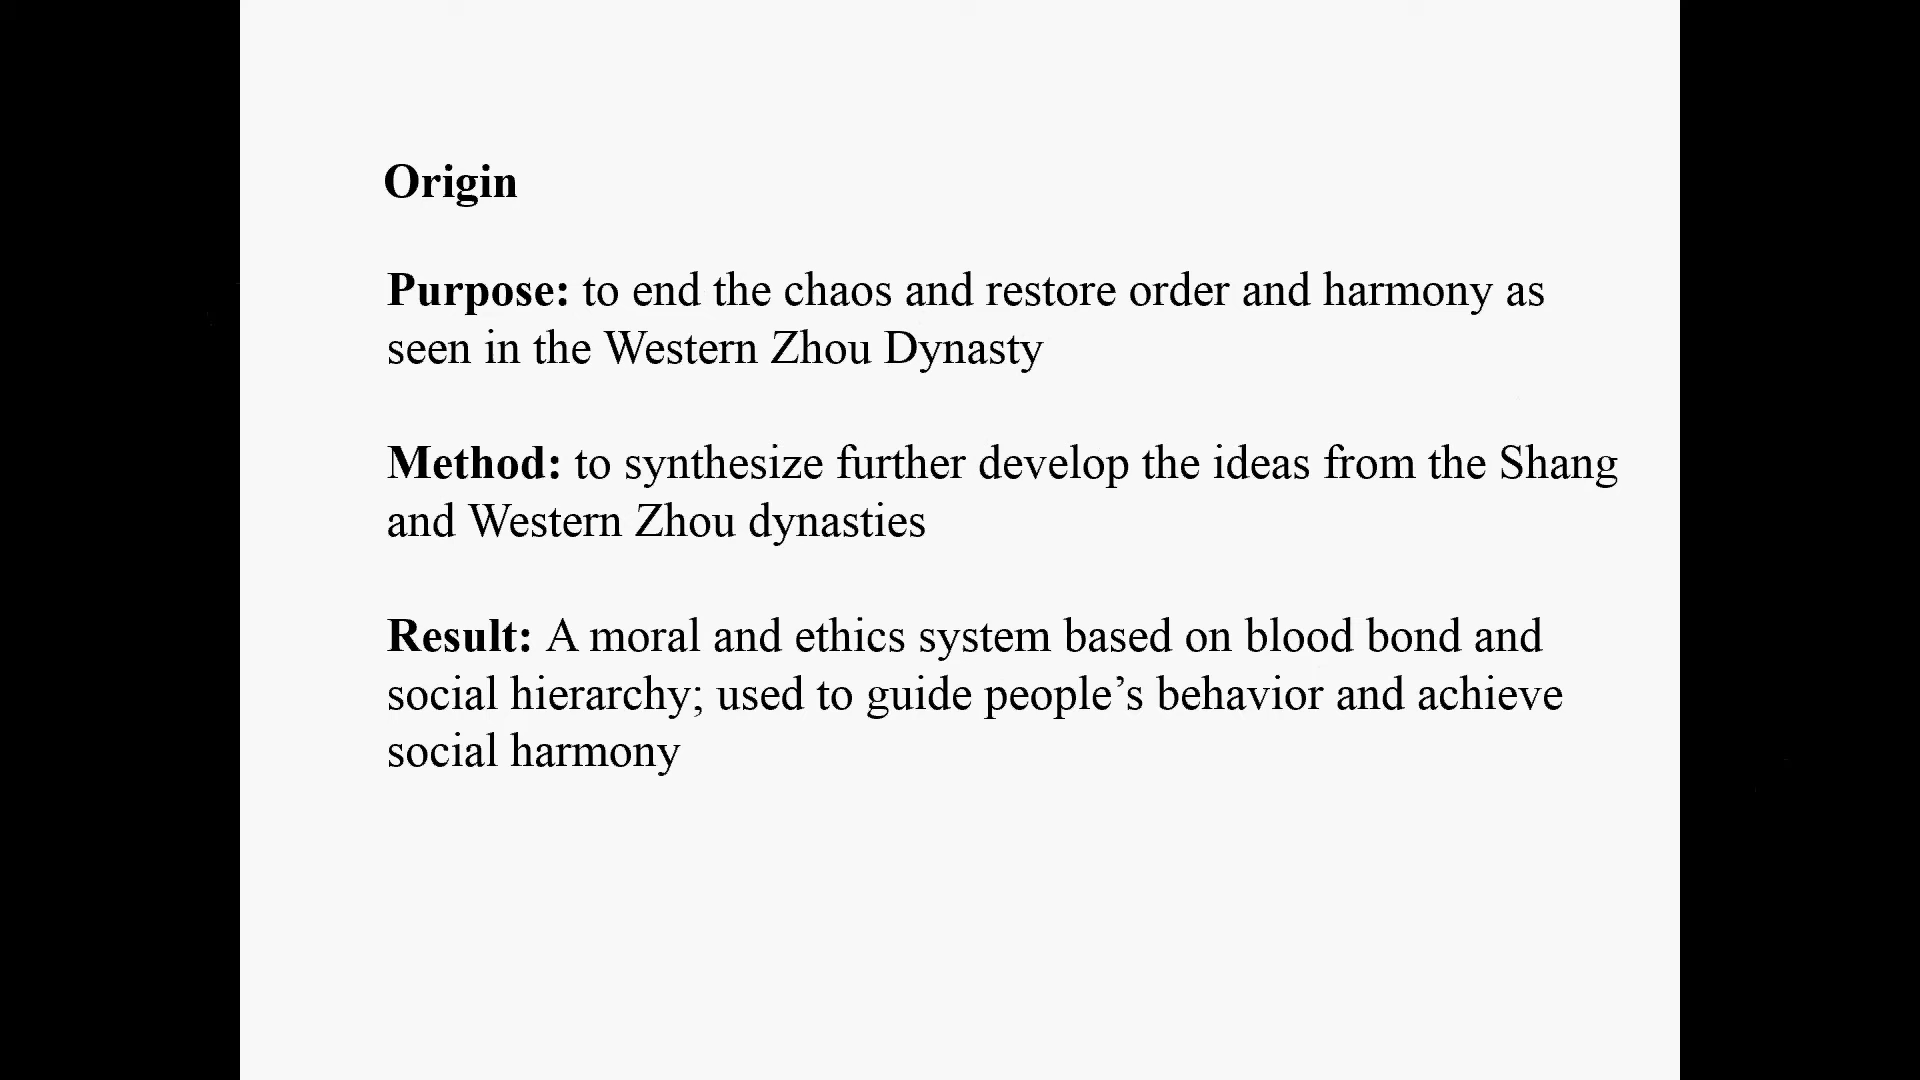 Origin
Purpose: to end the chaos and restore order and harmony as
seen in the Western Zhou Dynasty
Method: to synthesize further develop the ideas from the Shang
and Western Zhou dynasties
Result: A moral and ethics system based on blood bond and
social hierarchy; used to guide people’s behavior and achieve
social harmony